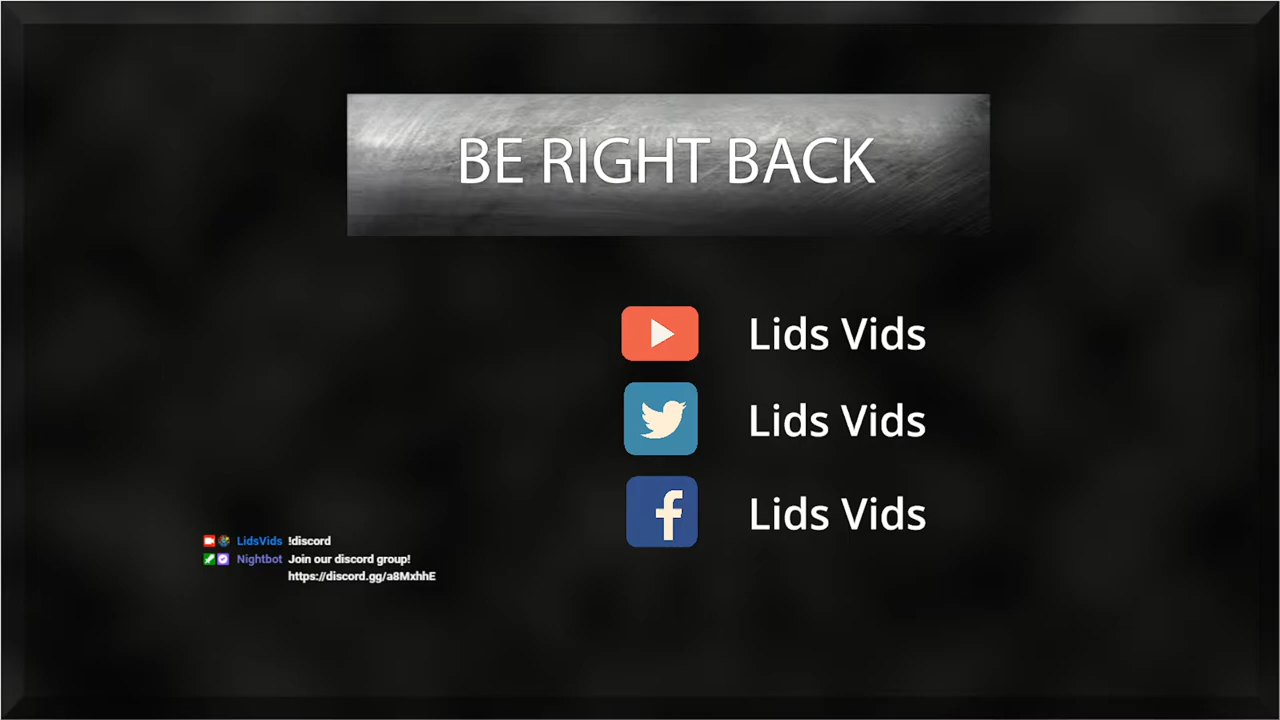 BE RIGHT BACK
Lids Vids
Lids Vids
Lids Vids
LidsVids !discord
Nightbot Join our discord group!
https://discord.gg/a8MxhhE